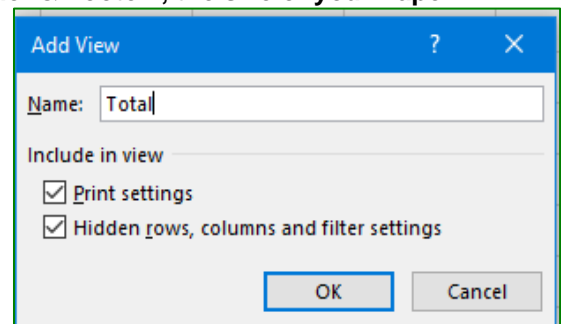 Add View ? ×
Name: Total
Include in view
Print settings
Hidden rows, columns and filter settings
OK Cancel